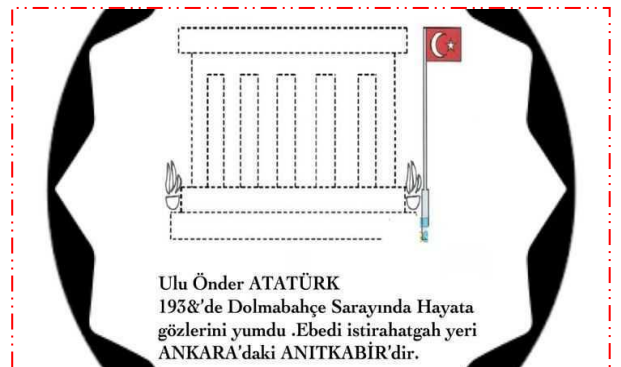 Ulu Önder ATATÜRK
193&'de Dolmabahçe Sarayında Hayata
gözlerini yumdu .Ebedi istirahatgah yeri
ANKARA'daki ANITKABİR'dir.